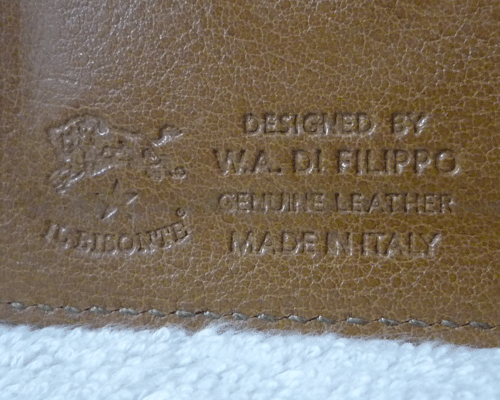 DESIGNED BY
W.A. DI FILIPPO
GENUINE LEATHER
MADE IN ITALY
IL BISONTE®